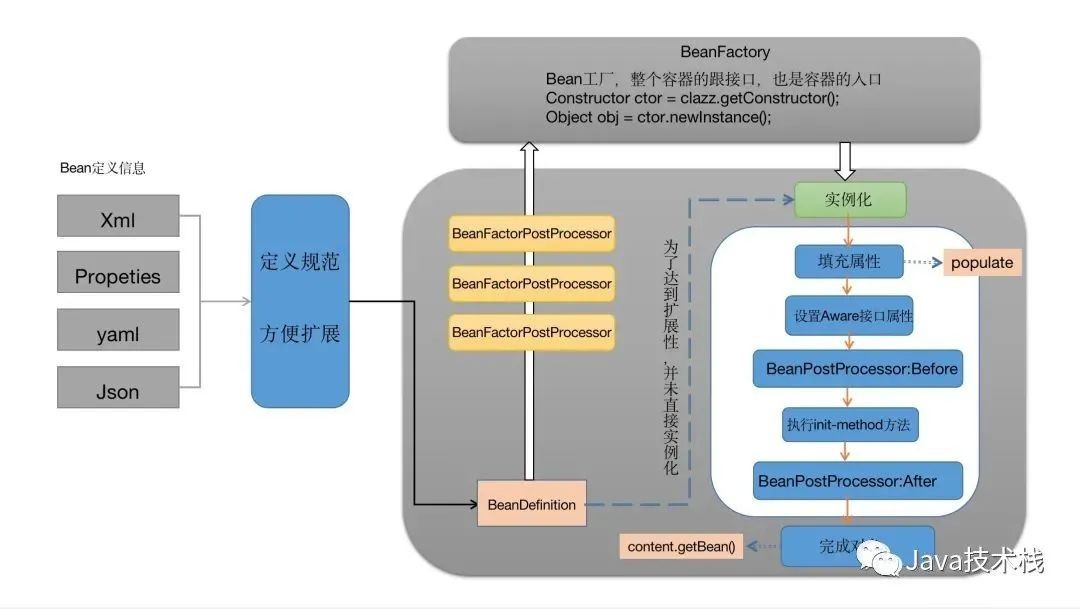 BeanFactory
Bean工厂，整个容器的跟接口，也是容器的入口
Constructor ctor = clazz.getConstructor();
Object obj = ctor.newInstance();
Bean定义信息
Xml
Propeties
yaml
Json
定义规范
方便扩展
BeanFactorPostProcessor
BeanFactorPostProcessor
BeanFactorPostProcessor
BeanDefinition
为了达到扩展性,并未直接实例化
实例化
填充属性
populate
设置Aware接口属性
BeanPostProcessor:Before
执行init-method方法
BeanPostProcessor:After
完成对
content.getBean()
Java技术栈